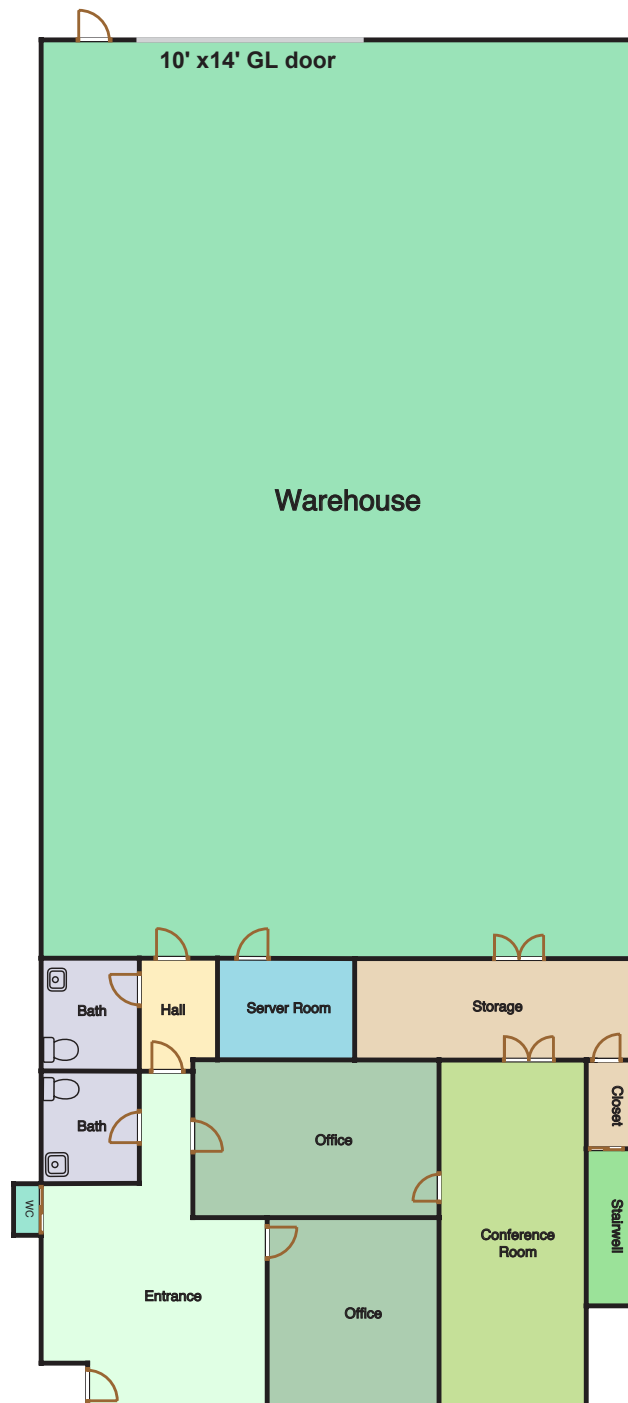 10' x14' GL door
Warehouse
Bath
Hall
Server Room
Storage
Closet
Bath
Office
WC
Stairwell
Conference
Room
Entrance
Office